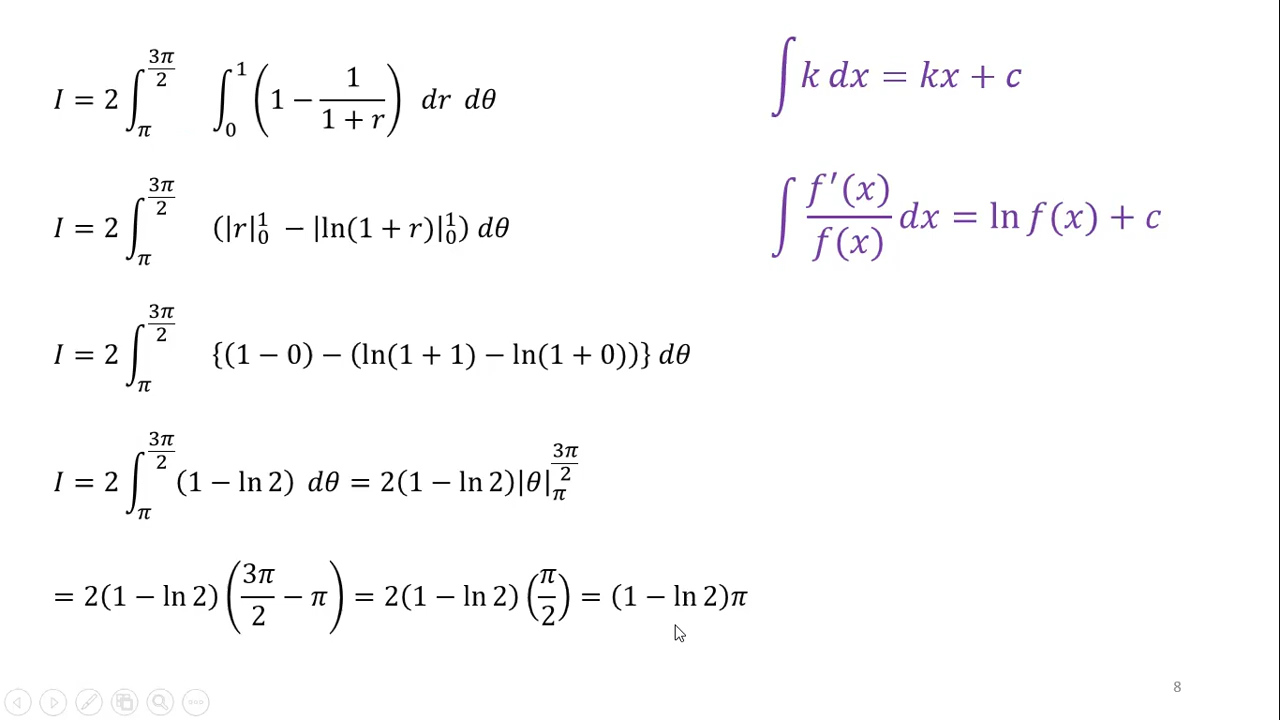 I = 2 ∫_π^{3π/2} ∫_0^1 (1 − 1/(1 + r)) dr dθ
∫ k dx = kx + c
I = 2 ∫_π^{3π/2} (|r|_0^1 − |ln(1 + r)|_0^1) dθ
∫ f′(x)/f(x) dx = ln f(x) + c
I = 2 ∫_π^{3π/2} {(1 − 0) − (ln(1 + 1) − ln(1 + 0))} dθ
I = 2 ∫_π^{3π/2} (1 − ln 2) dθ = 2(1 − ln 2)|θ|_π^{3π/2}
= 2(1 − ln 2)(3π/2 − π) = 2(1 − ln 2)(π/2) = (1 − ln 2)π
8